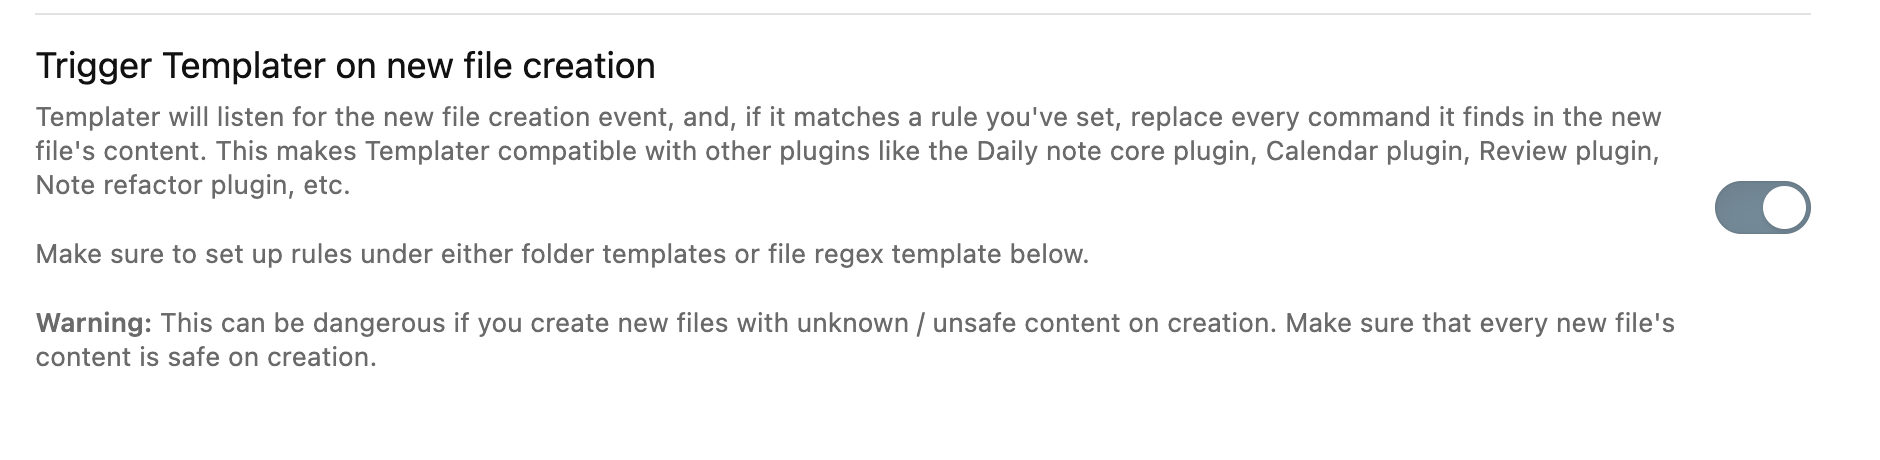 Trigger Templater on new file creation
Templater will listen for the new file creation event, and, if it matches a rule you've set, replace every command it finds in the new
file's content. This makes Templater compatible with other plugins like the Daily note core plugin, Calendar plugin, Review plugin,
Note refactor plugin, etc.
Make sure to set up rules under either folder templates or file regex template below.
Warning: This can be dangerous if you create new files with unknown / unsafe content on creation. Make sure that every new file's
content is safe on creation.